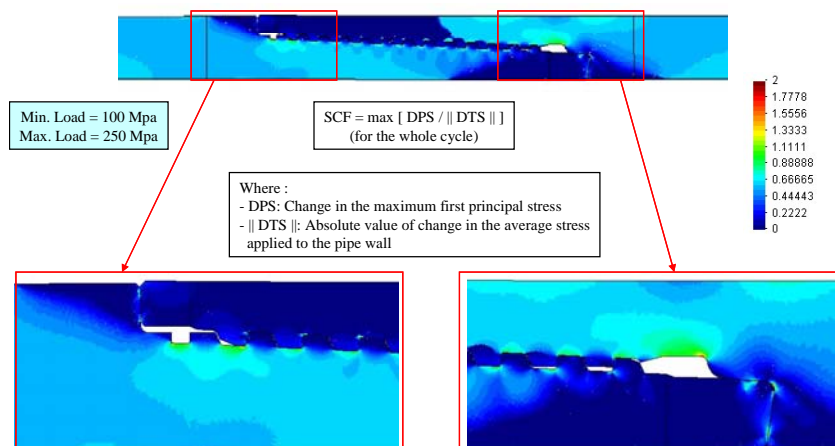 Min. Load = 100 Mpa
Max. Load = 250 Mpa
SCF = max [ DPS / || DTS || ]
(for the whole cycle)
2
1.7778
1.5556
1.3333
1.1111
0.88888
0.66665
0.44443
0.2222
0
Where :
- DPS: Change in the maximum first principal stress
- || DTS ||: Absolute value of change in the average stress
applied to the pipe wall